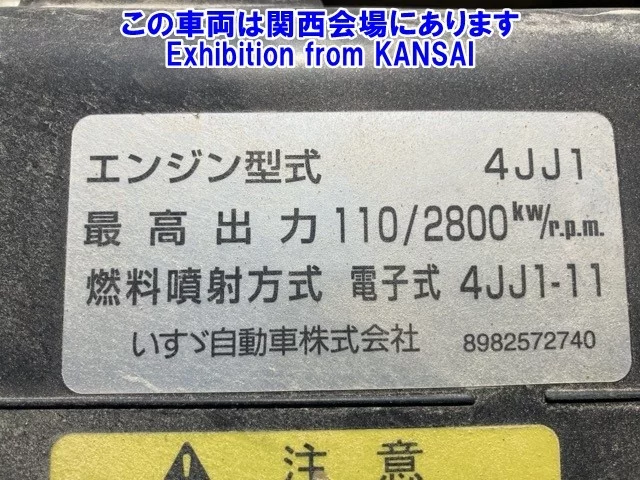 この車両は関西会場にあります
Exhibition from KANSAI
エンジン型式 4JJ1
最高出力 110/2800kw/r.p.m.
燃料噴射方式 電子式 4JJ1-11
いすゞ自動車株式会社 8982572740
注意